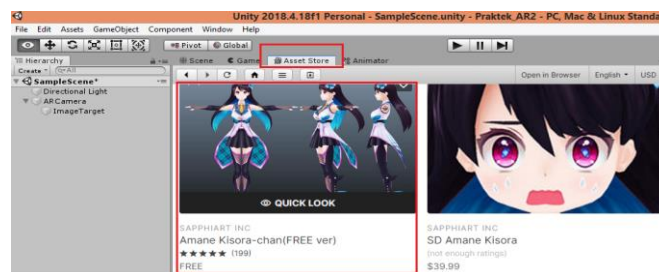 Unity 2018.4.18f1 Personal - SampleScene.unity - Praktek_AR2 - PC, Mac & Linux Standa
File Edit Assets GameObject Component Window Help
Pivot Global
Hierarchy Scene Game Asset Store Animator
Create Q▾All
SampleScene*
Directional Light
ARCamera
ImageTarget
Open in Browser English USD
QUICK LOOK
SAPPHIART INC
Amane Kisora-chan(FREE ver)
★★★★★ (199)
FREE
SAPPHIART INC
SD Amane Kisora
(not enough ratings)
$39.99